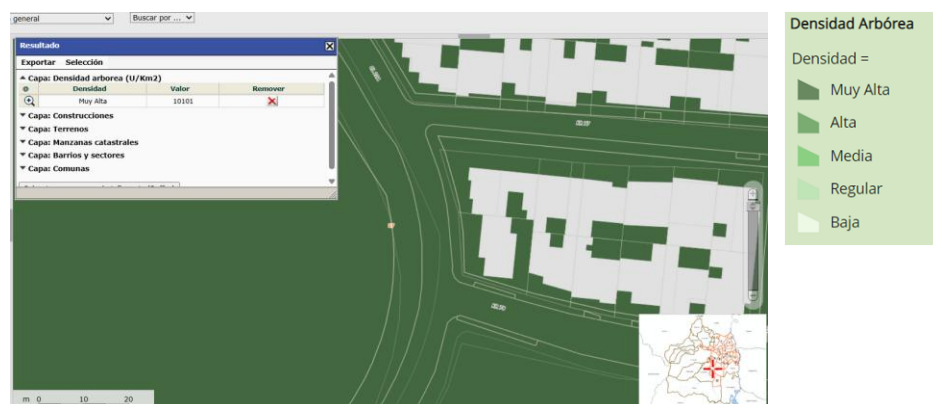 general
Buscar por ...
Resultado
Exportar Selección
Capa: Densidad arborea (U/Km2)
Densidad Valor Remover
Muy Alta 10101
Capa: Construcciones
Capa: Terrenos
Capa: Manzanas catastrales
Capa: Barrios y sectores
Capa: Comunas
m 0 10 20
Densidad Arbórea
Densidad =
Muy Alta
Alta
Media
Regular
Baja